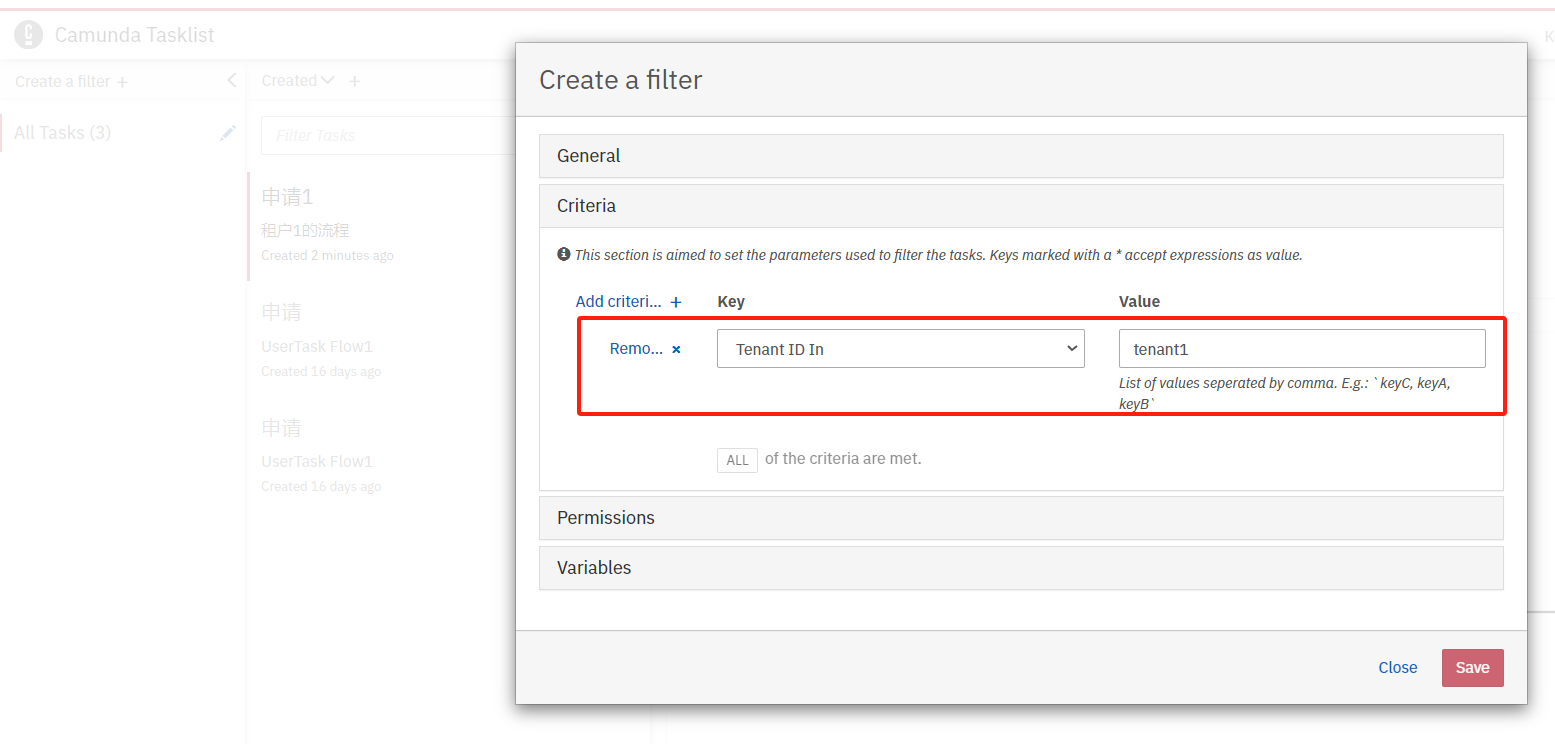 Camunda Tasklist
K
Create a filter +
Created +
All Tasks (3)
Filter Tasks
申请1
租户1的流程
Created 2 minutes ago
申请
UserTask Flow1
Created 16 days ago
申请
UserTask Flow1
Created 16 days ago
Create a filter
General
Criteria
This section is aimed to set the parameters used to filter the tasks. Keys marked with a * accept expressions as value.
Add criteri... + Key Value
Remo... × Tenant ID In tenant1
List of values seperated by comma. E.g.: `keyC, keyA,
keyB`
ALL of the criteria are met.
Permissions
Variables
Close Save